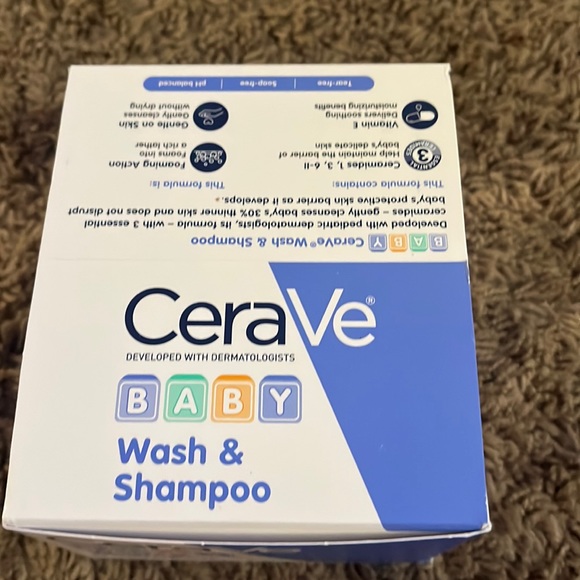 CeraVe®
DEVELOPED WITH DERMATOLOGISTS
BABY
Wash &
Shampoo
BABY CeraVe® Wash & Shampoo
Developed with pediatric dermatologists, its formula – with 3 essential
ceramides – gently cleanses baby's 30% thinner skin and does not disrupt
baby's protective skin barrier as it develops.*
This formula contains:
ESSENTIAL
3
CERAMIDES
Ceramides 1, 3, 6-II
Help maintain the barrier of
baby's delicate skin
Vitamin E
Delivers soothing
moisturizing benefits
This formula is:
Foaming Action
Foams into
a rich lather
Gentle on Skin
Gently cleanses
without drying
Tear-free | Soap-free | pH balanced